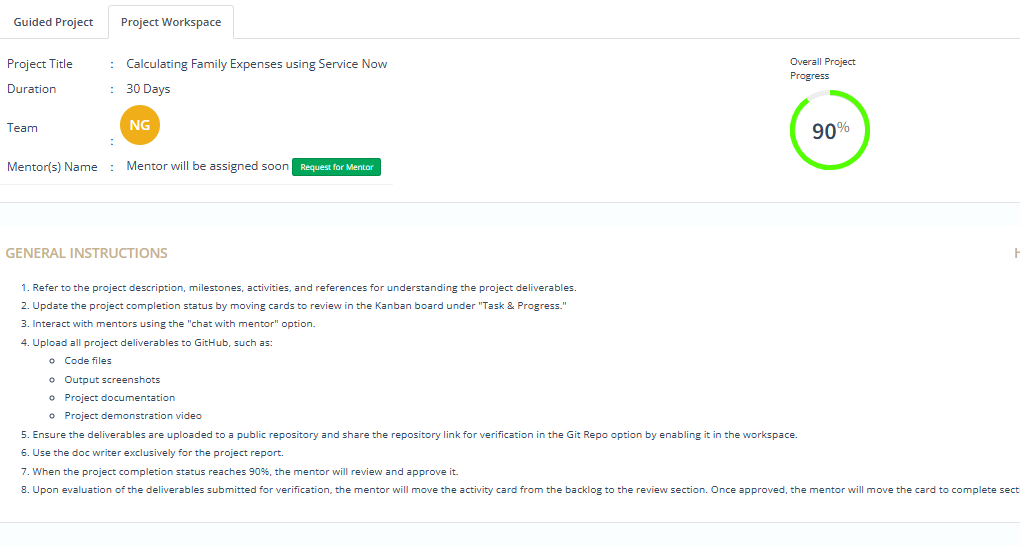 Guided Project
Project Workspace
Project Title : Calculating Family Expenses using Service Now
Duration : 30 Days
Team : NG
Mentor(s) Name : Mentor will be assigned soon Request for Mentor
Overall Project
Progress
90%
GENERAL INSTRUCTIONS
H
1. Refer to the project description, milestones, activities, and references for understanding the project deliverables.
2. Update the project completion status by moving cards to review in the Kanban board under "Task & Progress."
3. Interact with mentors using the "chat with mentor" option.
4. Upload all project deliverables to GitHub, such as:
Code files
Output screenshots
Project documentation
Project demonstration video
5. Ensure the deliverables are uploaded to a public repository and share the repository link for verification in the Git Repo option by enabling it in the workspace.
6. Use the doc writer exclusively for the project report.
7. When the project completion status reaches 90%, the mentor will review and approve it.
8. Upon evaluation of the deliverables submitted for verification, the mentor will move the activity card from the backlog to the review section. Once approved, the mentor will move the card to complete sect